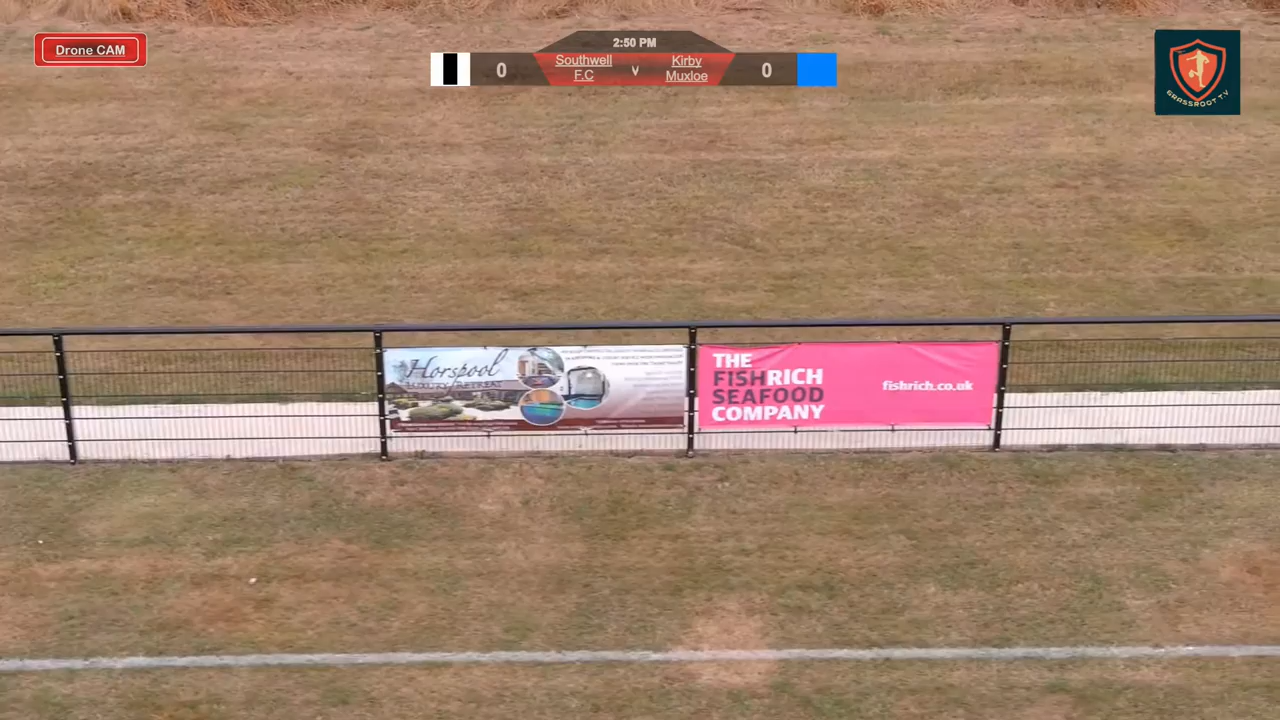 Drone CAM
2:50 PM
0
Southwell
F.C
v
Kirby
Muxloe
0
GRASSROOT T.V
Horspool
LUXURY RETREAT
THE
FISHRICH
SEAFOOD
COMPANY
fishrich.co.uk